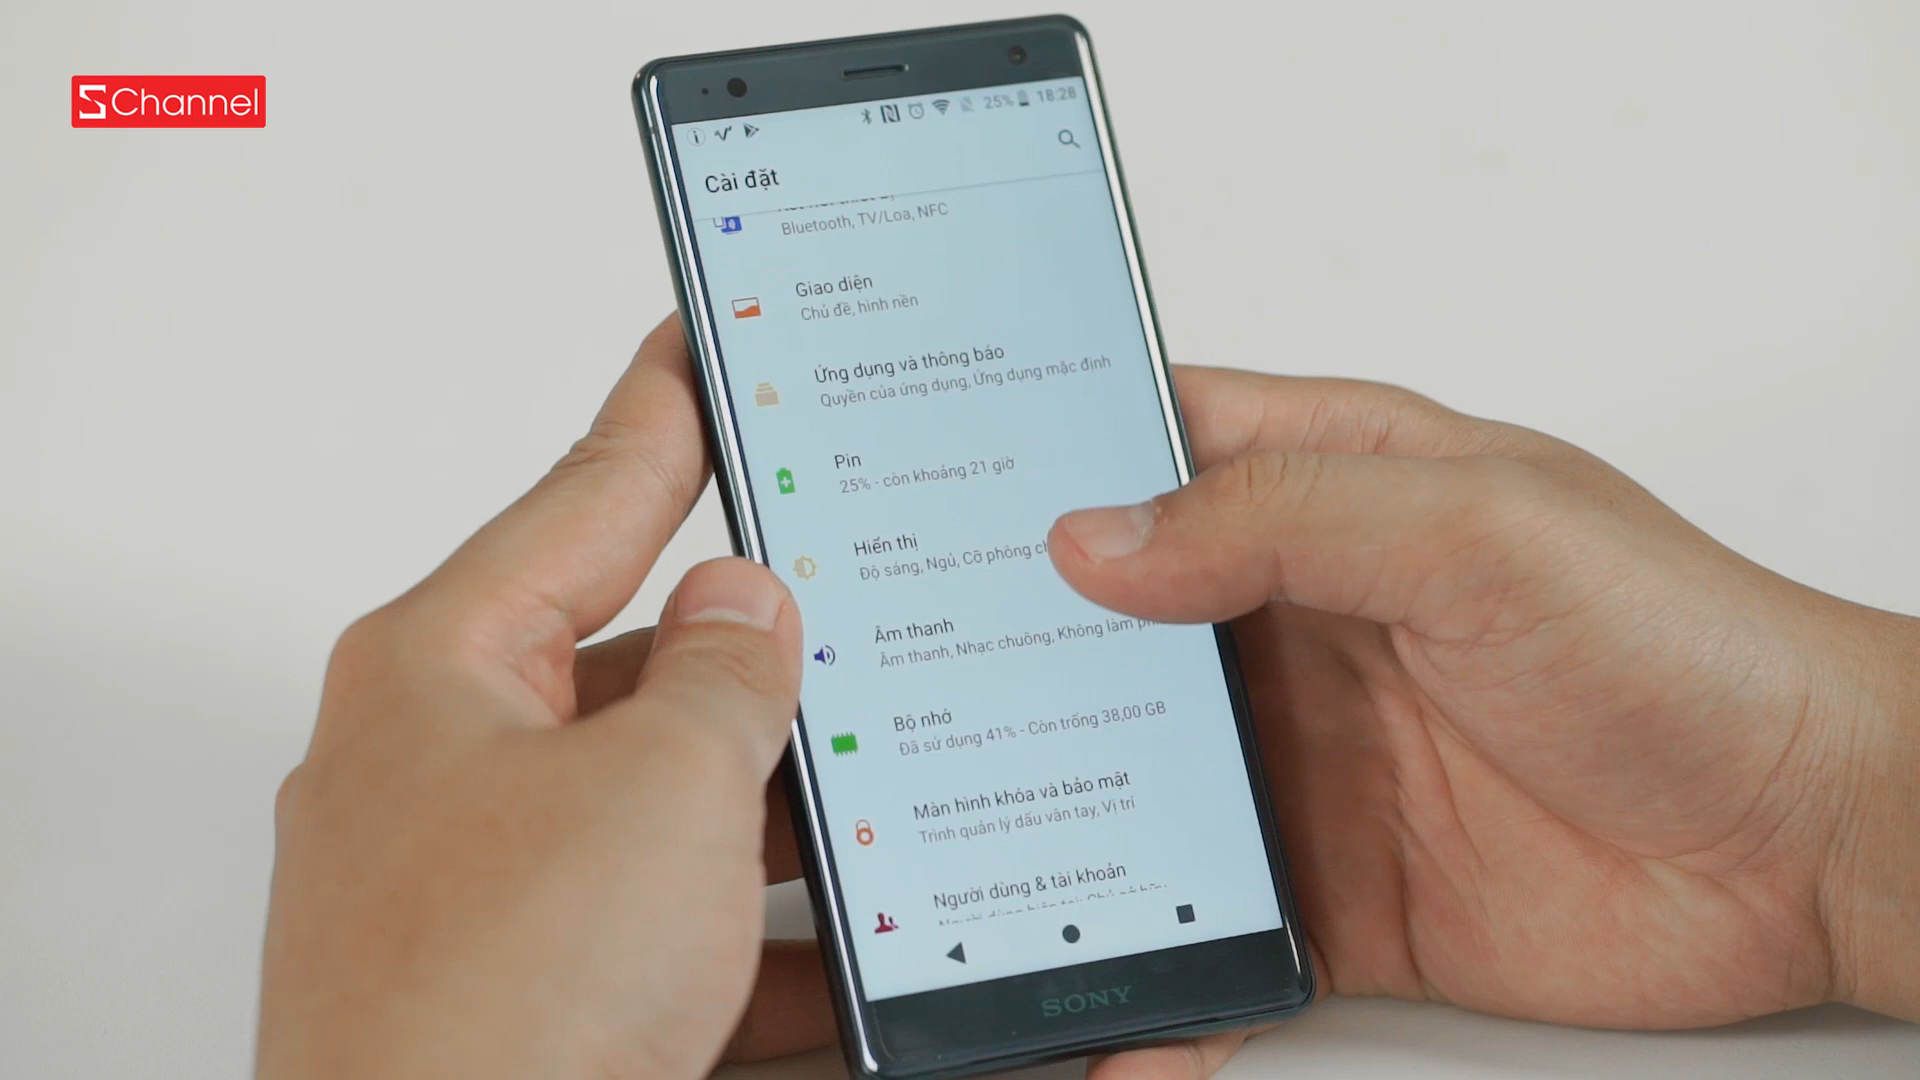 S Channel
25% 18:28
Cài đặt
Bluetooth, TV/Loa, NFC
Giao diện
Chủ đề, hình nền
Ứng dụng và thông báo
Quyền của ứng dụng, Ứng dụng mặc định
Pin
25% - còn khoảng 21 giờ
Hiển thị
Độ sáng, Ngủ, Cỡ phông
Âm thanh
Âm thanh, Nhạc chuông, Không làm
Bộ nhớ
Đã sử dụng 41% - Còn trống 38,00 GB
Màn hình khóa và bảo mật
Trình quản lý dấu vân tay, Vị trí
Người dùng & tài khoản
SONY